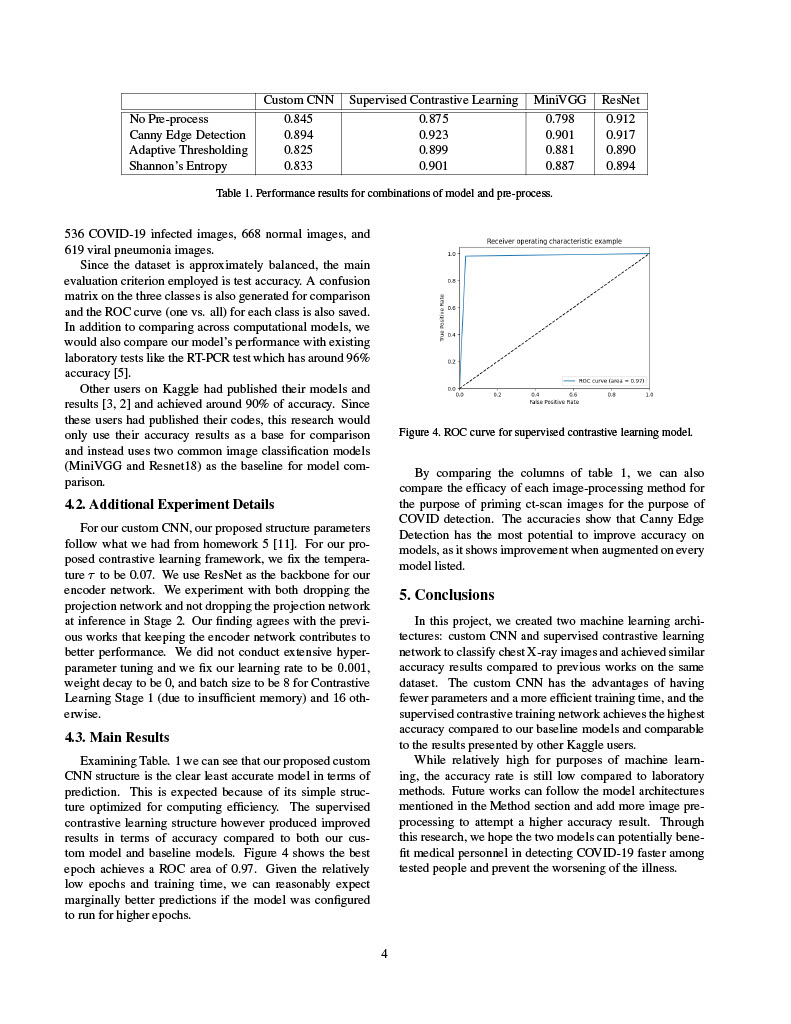 Custom CNN Supervised Contrastive Learning MiniVGG ResNet
No Pre-process 0.845 0.875 0.798 0.912
Canny Edge Detection 0.894 0.923 0.901 0.917
Adaptive Thresholding 0.825 0.899 0.881 0.890
Shannon's Entropy 0.833 0.901 0.887 0.894
Table 1. Performance results for combinations of model and pre-process.
536 COVID-19 infected images, 668 normal images, and
619 viral pneumonia images.
Since the dataset is approximately balanced, the main
evaluation criterion employed is test accuracy. A confusion
matrix on the three classes is also generated for comparison
and the ROC curve (one vs. all) for each class is also saved.
In addition to comparing across computational models, we
would also compare our model's performance with existing
laboratory tests like the RT-PCR test which has around 96%
accuracy [5].
Other users on Kaggle had published their models and
results [3, 2] and achieved around 90% of accuracy. Since
these users had published their codes, this research would
only use their accuracy results as a base for comparison
and instead uses two common image classification models
(MiniVGG and Resnet18) as the baseline for model com-
parison.
4.2. Additional Experiment Details
For our custom CNN, our proposed structure parameters
follow what we had from homework 5 [11]. For our pro-
posed contrastive learning framework, we fix the tempera-
ture τ to be 0.07. We use ResNet as the backbone for our
encoder network. We experiment with both dropping the
projection network and not dropping the projection network
at inference in Stage 2. Our finding agrees with the previ-
ous works that keeping the encoder network contributes to
better performance. We did not conduct extensive hyper-
parameter tuning and we fix our learning rate to be 0.001,
weight decay to be 0, and batch size to be 8 for Contrastive
Learning Stage 1 (due to insufficient memory) and 16 oth-
erwise.
4.3. Main Results
Examining Table. 1 we can see that our proposed custom
CNN structure is the clear least accurate model in terms of
prediction. This is expected because of its simple struc-
ture optimized for computing efficiency. The supervised
contrastive learning structure however produced improved
results in terms of accuracy compared to both our cus-
tom model and baseline models. Figure 4 shows the best
epoch achieves a ROC area of 0.97. Given the relatively
low epochs and training time, we can reasonably expect
marginally better predictions if the model was configured
to run for higher epochs.
Receiver operating characteristic example
True Positive Rate
1.0
0.8
0.6
0.4
0.2
0.0
ROC curve (area = 0.97)
0.0 0.2 0.4 0.6 0.8 1.0
False Positive Rate
Figure 4. ROC curve for supervised contrastive learning model.
By comparing the columns of table 1, we can also
compare the efficacy of each image-processing method for
the purpose of priming ct-scan images for the purpose of
COVID detection. The accuracies show that Canny Edge
Detection has the most potential to improve accuracy on
models, as it shows improvement when augmented on every
model listed.
5. Conclusions
In this project, we created two machine learning archi-
tectures: custom CNN and supervised contrastive learning
network to classify chest X-ray images and achieved similar
accuracy results compared to previous works on the same
dataset. The custom CNN has the advantages of having
fewer parameters and a more efficient training time, and the
supervised contrastive training network achieves the highest
accuracy compared to our baseline models and comparable
to the results presented by other Kaggle users.
While relatively high for purposes of machine learn-
ing, the accuracy rate is still low compared to laboratory
methods. Future works can follow the model architectures
mentioned in the Method section and add more image pre-
processing to attempt a higher accuracy result. Through
this research, we hope the two models can potentially bene-
fit medical personnel in detecting COVID-19 faster among
tested people and prevent the worsening of the illness.
4